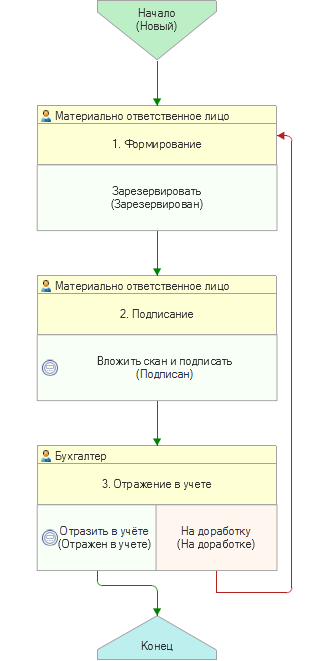 Начало
(Новый)
Материально ответственное лицо
1. Формирование
Зарезервировать
(Зарезервирован)
Материально ответственное лицо
2. Подписание
Вложить скан и подписать
(Подписан)
Бухгалтер
3. Отражение в учете
Отразить в учёте
(Отражен в учете)
На доработку
(На доработке)
Конец